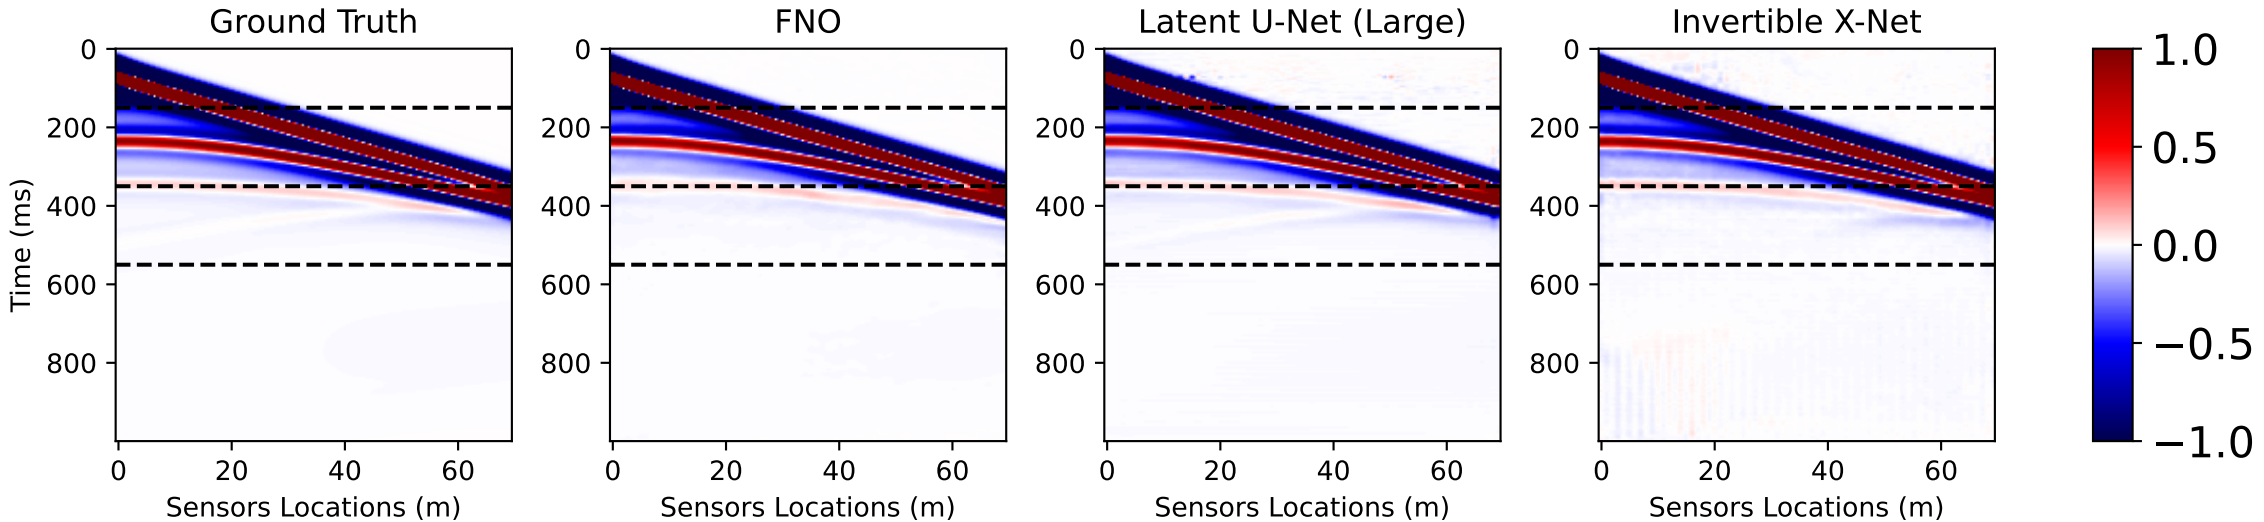 Ground Truth
FNO
Latent U-Net (Large)
Invertible X-Net
Time (ms)
0
200
400
600
800
0
200
400
600
800
0
200
400
600
800
0
200
400
600
800
0 20 40 60
0 20 40 60
0 20 40 60
0 20 40 60
Sensors Locations (m)
Sensors Locations (m)
Sensors Locations (m)
Sensors Locations (m)
1.0
0.5
0.0
−0.5
−1.0